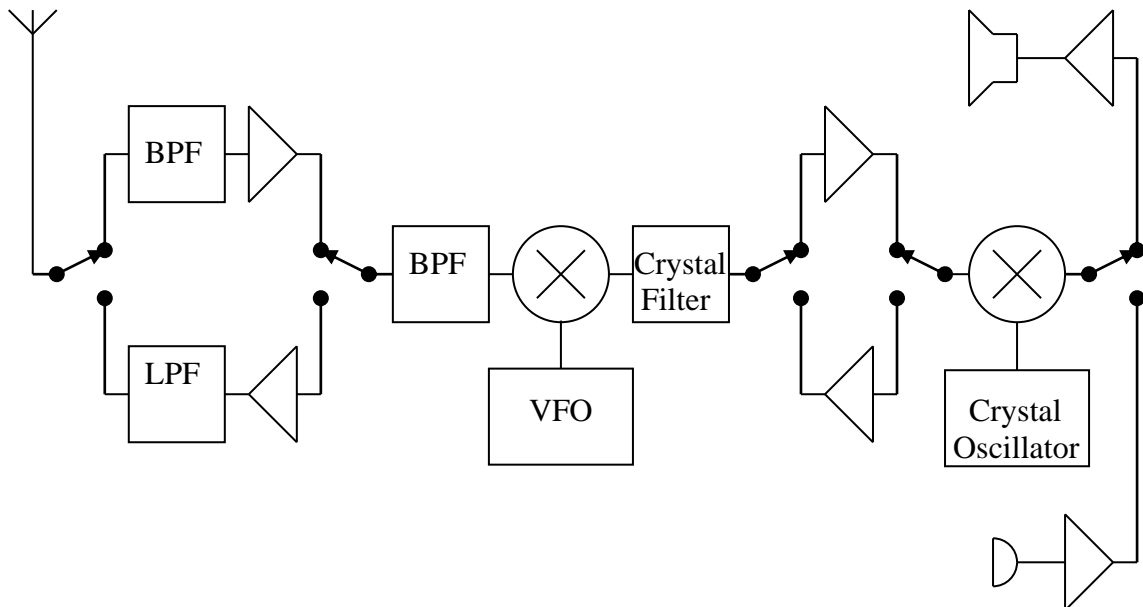 BPF
BPF
Crystal
Filter
LPF
VFO
Crystal
Oscillator